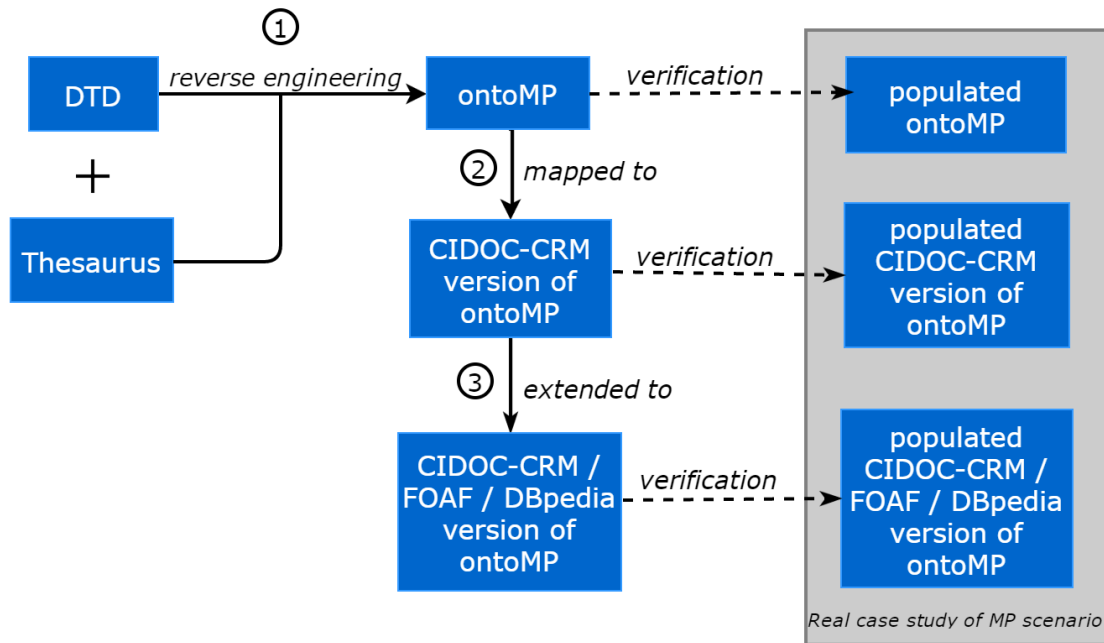 1
DTD
reverse engineering
ontoMP
verification
populated
ontoMP
+
2
mapped to
Thesaurus
CIDOC-CRM
version of
ontoMP
verification
populated
CIDOC-CRM
version of
ontoMP
3
extended to
CIDOC-CRM /
FOAF / DBpedia
version of
ontoMP
verification
populated
CIDOC-CRM /
FOAF / DBpedia
version of
ontoMP
Real case study of MP scenario